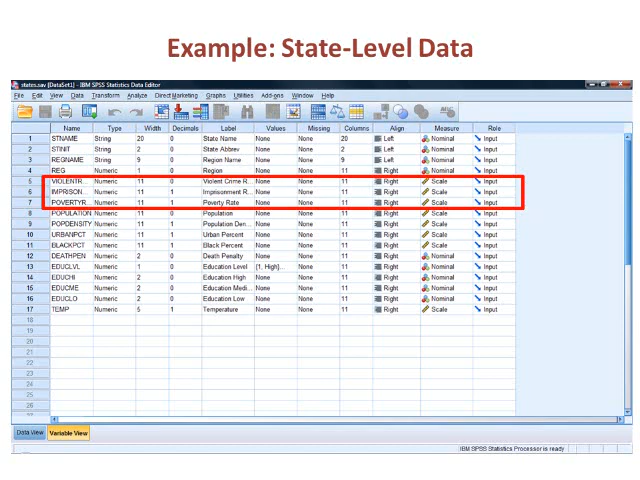 Example: State-Level Data
states.sav [DataSet1] - IBM SPSS Statistics Data Editor
File Edit View Data Transform Analyze Direct Marketing Graphs Utilities Add-ons Window Help
Name Type Width Decimals Label Values Missing Columns Align Measure Role
1 STNAME String 20 0 State Name None None 20 Left Nominal Input
2 STINIT String 2 0 State Abbrev None None 2 Left Nominal Input
3 REGNAME String 9 0 Region Name None None 9 Left Nominal Input
4 REG Numeric 1 0 Region None None 11 Right Nominal Input
5 VIOLENTR... Numeric 11 0 Violent Crime R... None None 11 Right Scale Input
6 IMPRISON... Numeric 11 1 Imprisonment R... None None 11 Right Scale Input
7 POVERTYR... Numeric 11 1 Poverty Rate None None 11 Right Scale Input
8 POPULATION Numeric 11 0 Population None None 11 Right Scale Input
9 POPDENSITY Numeric 11 1 Population Den... None None 11 Right Scale Input
10 URBANPCT Numeric 11 1 Urban Percent None None 11 Right Scale Input
11 BLACKPCT Numeric 11 1 Black Percent None None 11 Right Scale Input
12 DEATHPEN Numeric 2 0 Death Penalty None None 11 Right Nominal Input
13 EDUCLVL Numeric 1 0 Education Level {1, High}... None 11 Right Nominal Input
14 EDUCHI Numeric 2 0 Education High None None 11 Right Nominal Input
15 EDUCME Numeric 2 0 Education Medi... None None 11 Right Nominal Input
16 EDUCLO Numeric 2 0 Education Low None None 11 Right Nominal Input
17 TEMP Numeric 5 1 Temperature None None 11 Right Scale Input
18
19
20
21
22
23
24
25
26
Data View Variable View
IBM SPSS Statistics Processor is ready